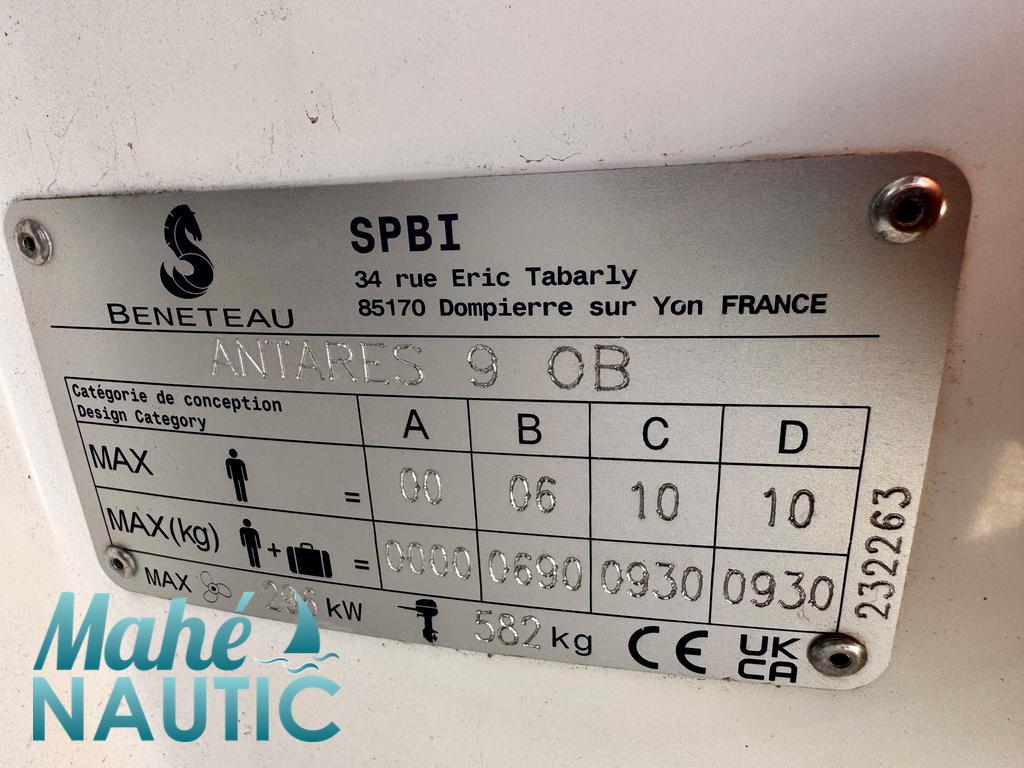 BENETEAU
SPBI
34 rue Eric Tabarly
85170 Dompierre sur Yon FRANCE
ANTARES 9 OB
Catégorie de conception
Design Category
A B C D
MAX = 00 06 10 10
MAX(kg) + = 0000 0690 0930 0930
MAX kW 582 kg CE UK
CA
2322263
Mahé
NAUTIC